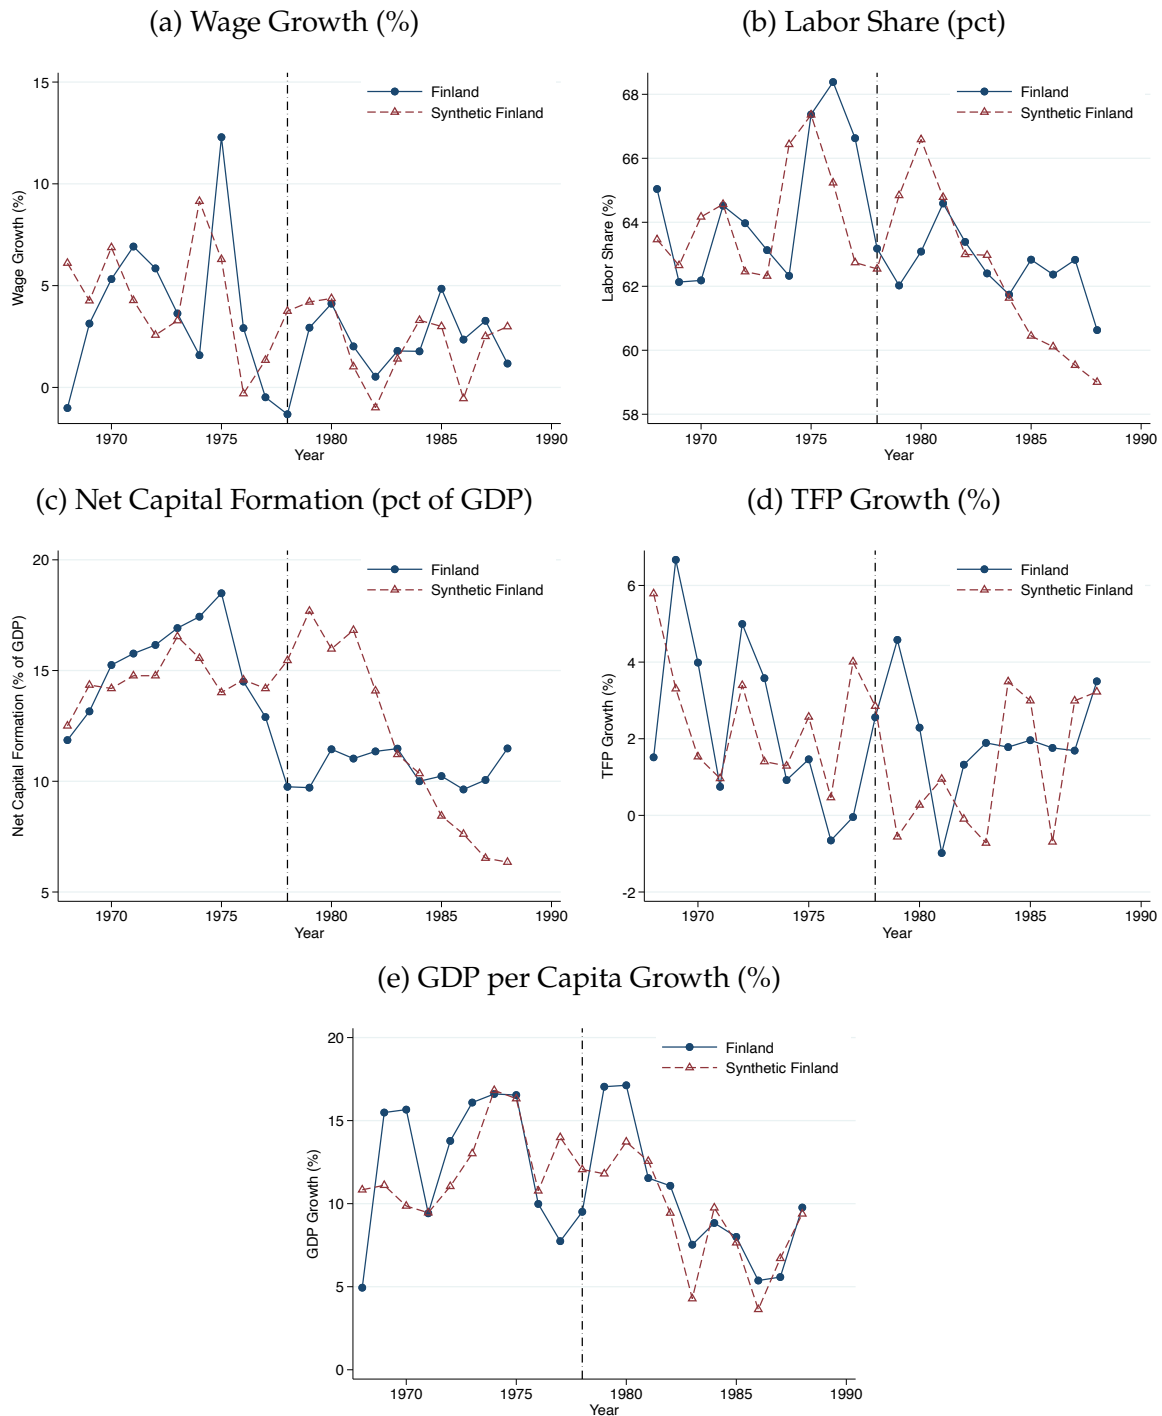 (a) Wage Growth (%)
15
10
5
0
Wage Growth (%)
Finland
Synthetic Finland
1970
1975
1980
1985
1990
Year
(b) Labor Share (pct)
68
66
64
62
60
58
Labor Share (%)
Finland
Synthetic Finland
1970
1975
1980
1985
1990
Year
(c) Net Capital Formation (pct of GDP)
20
15
10
5
Net Capital Formation (% of GDP)
Finland
Synthetic Finland
1970
1975
1980
1985
1990
Year
(d) TFP Growth (%)
6
4
2
0
-2
TFP Growth (%)
Finland
Synthetic Finland
1970
1975
1980
1985
1990
Year
(e) GDP per Capita Growth (%)
20
15
10
5
0
GDP Growth (%)
Finland
Synthetic Finland
1970
1975
1980
1985
1990
Year